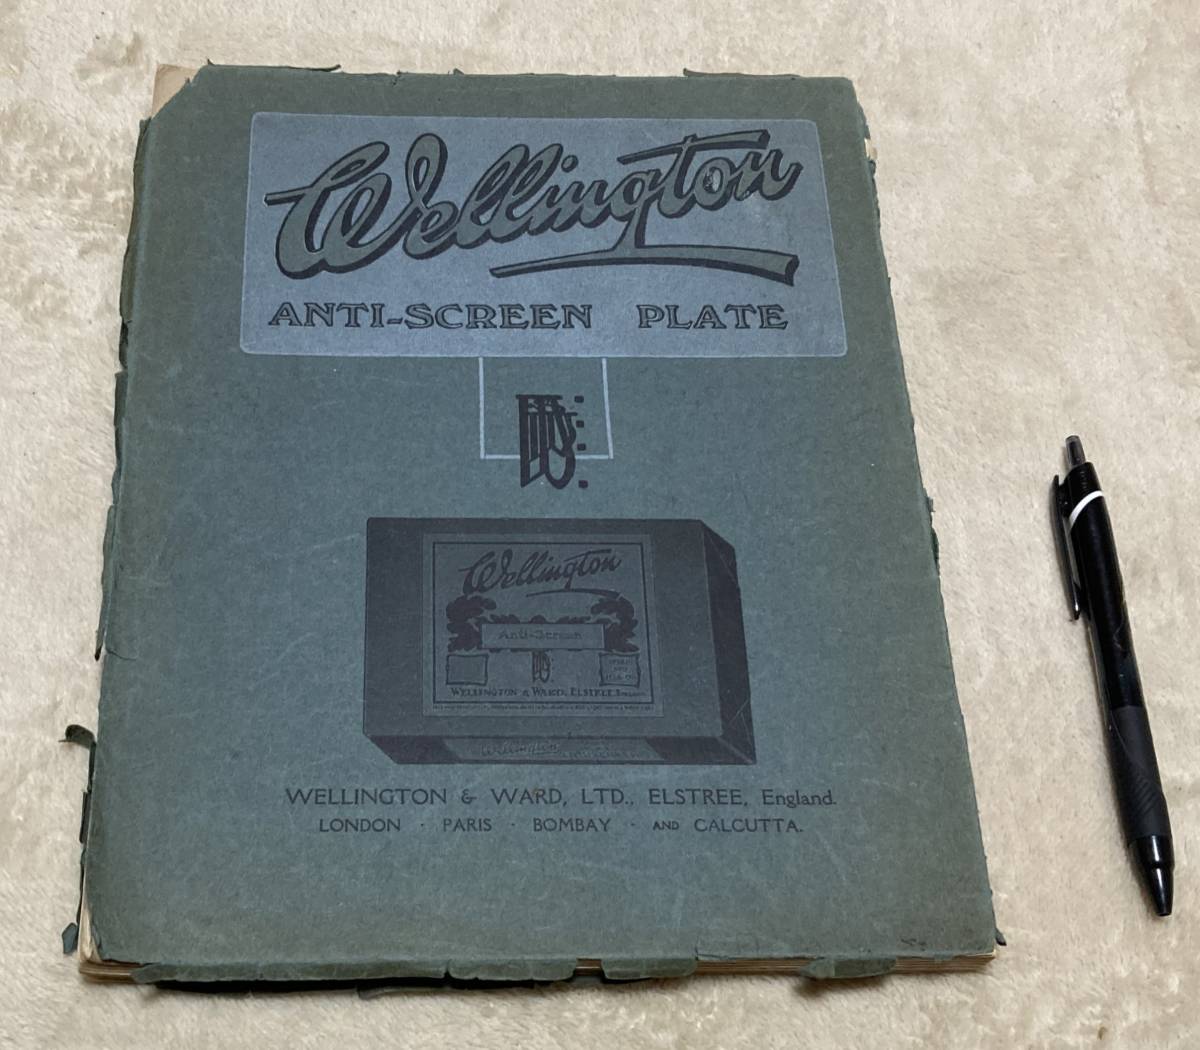 Wellington
ANTI-SCREEN PLATE
Wellington
Anti-Screen
WELLINGTON & WARD, ELSTREE,
Wellington
WELLINGTON & WARD, LTD., ELSTREE, England.
LONDON · PARIS · BOMBAY · AND CALCUTTA.